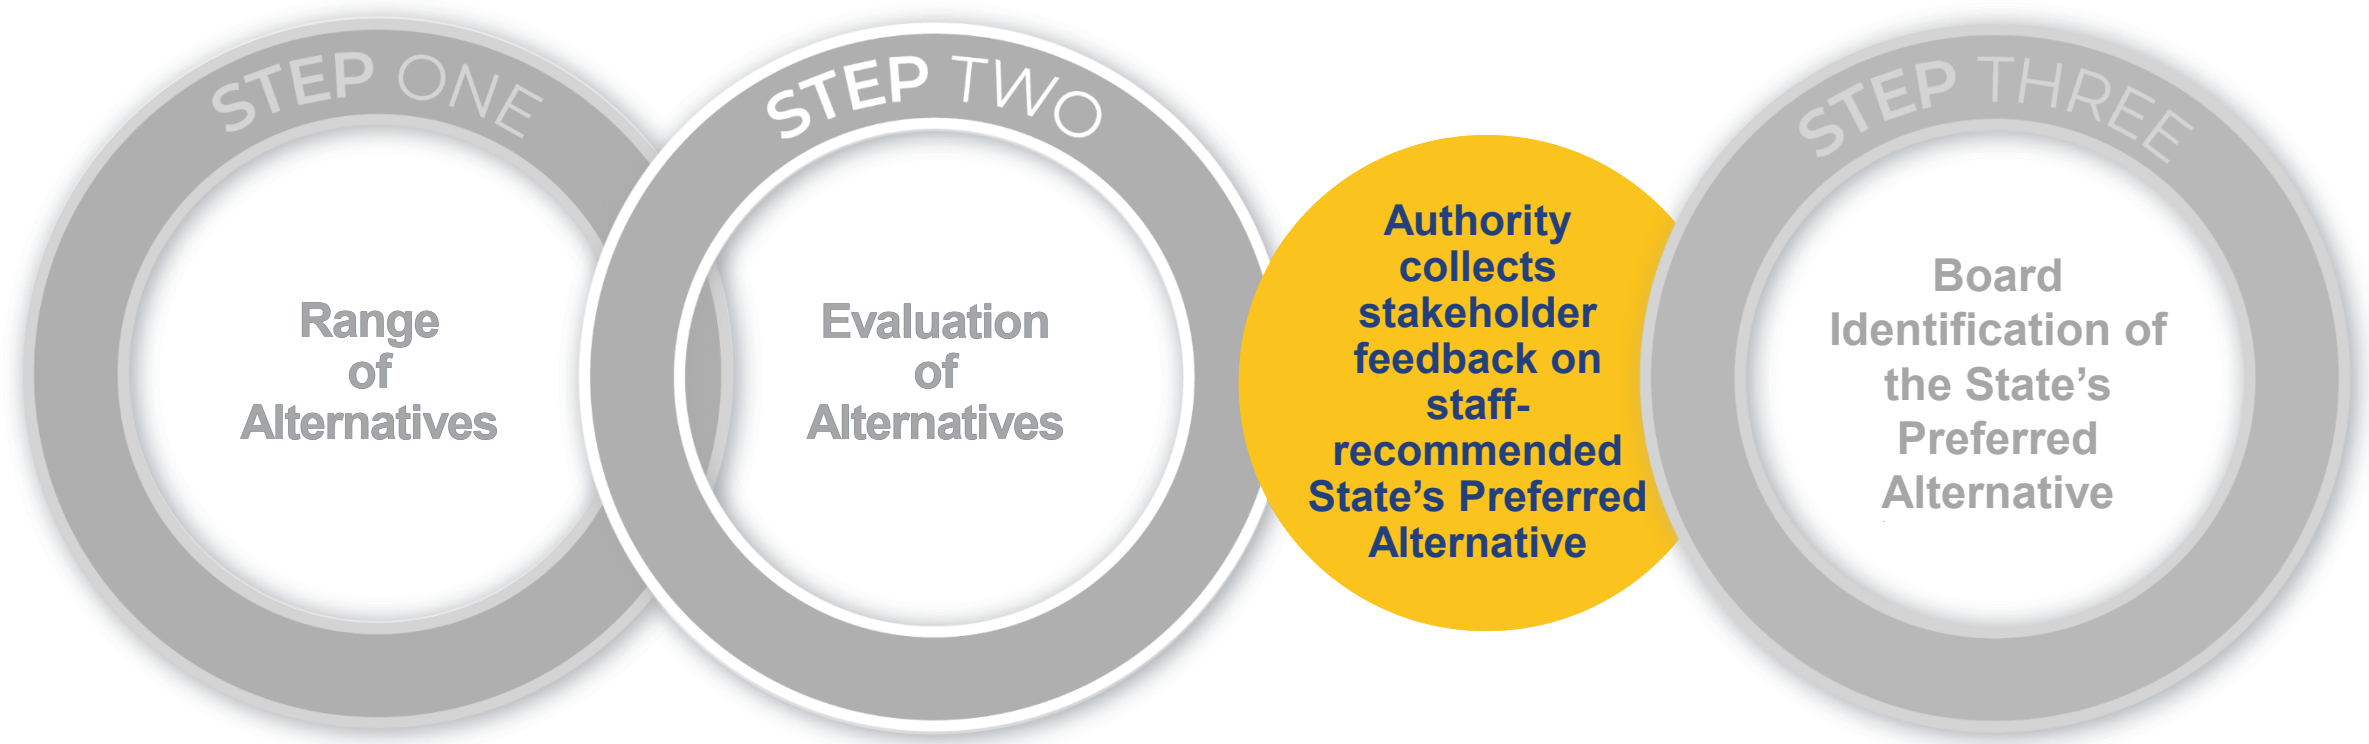 STEP ONE
Range
of
Alternatives
STEP TWO
Evaluation
of
Alternatives
Authority
collects
stakeholder
feedback on
staff-
recommended
State’s Preferred
Alternative
STEP THREE
Board
Identification of
the State’s
Preferred
Alternative